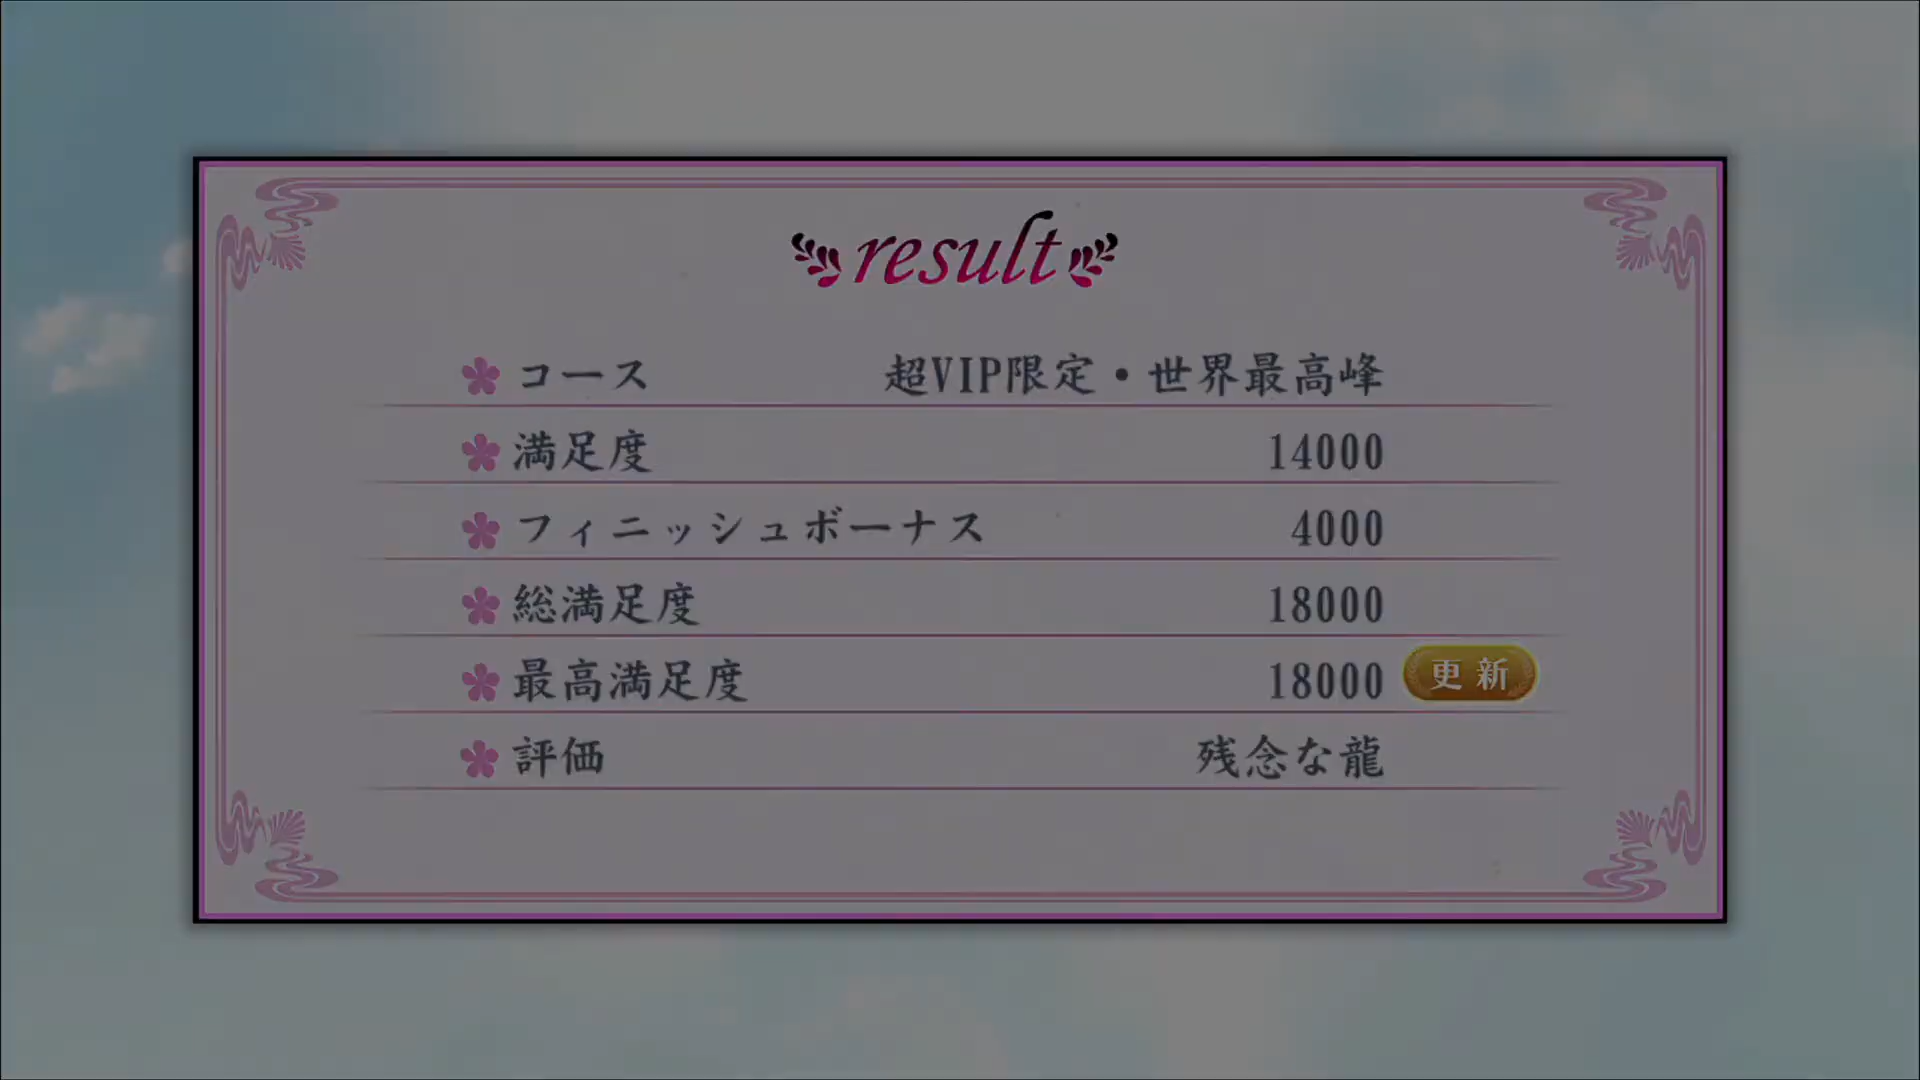 result
コース 超VIP限定・世界最高峰
満足度 14000
フィニッシュボーナス 4000
総満足度 18000
最高満足度 18000 更新
評価 残念な龍